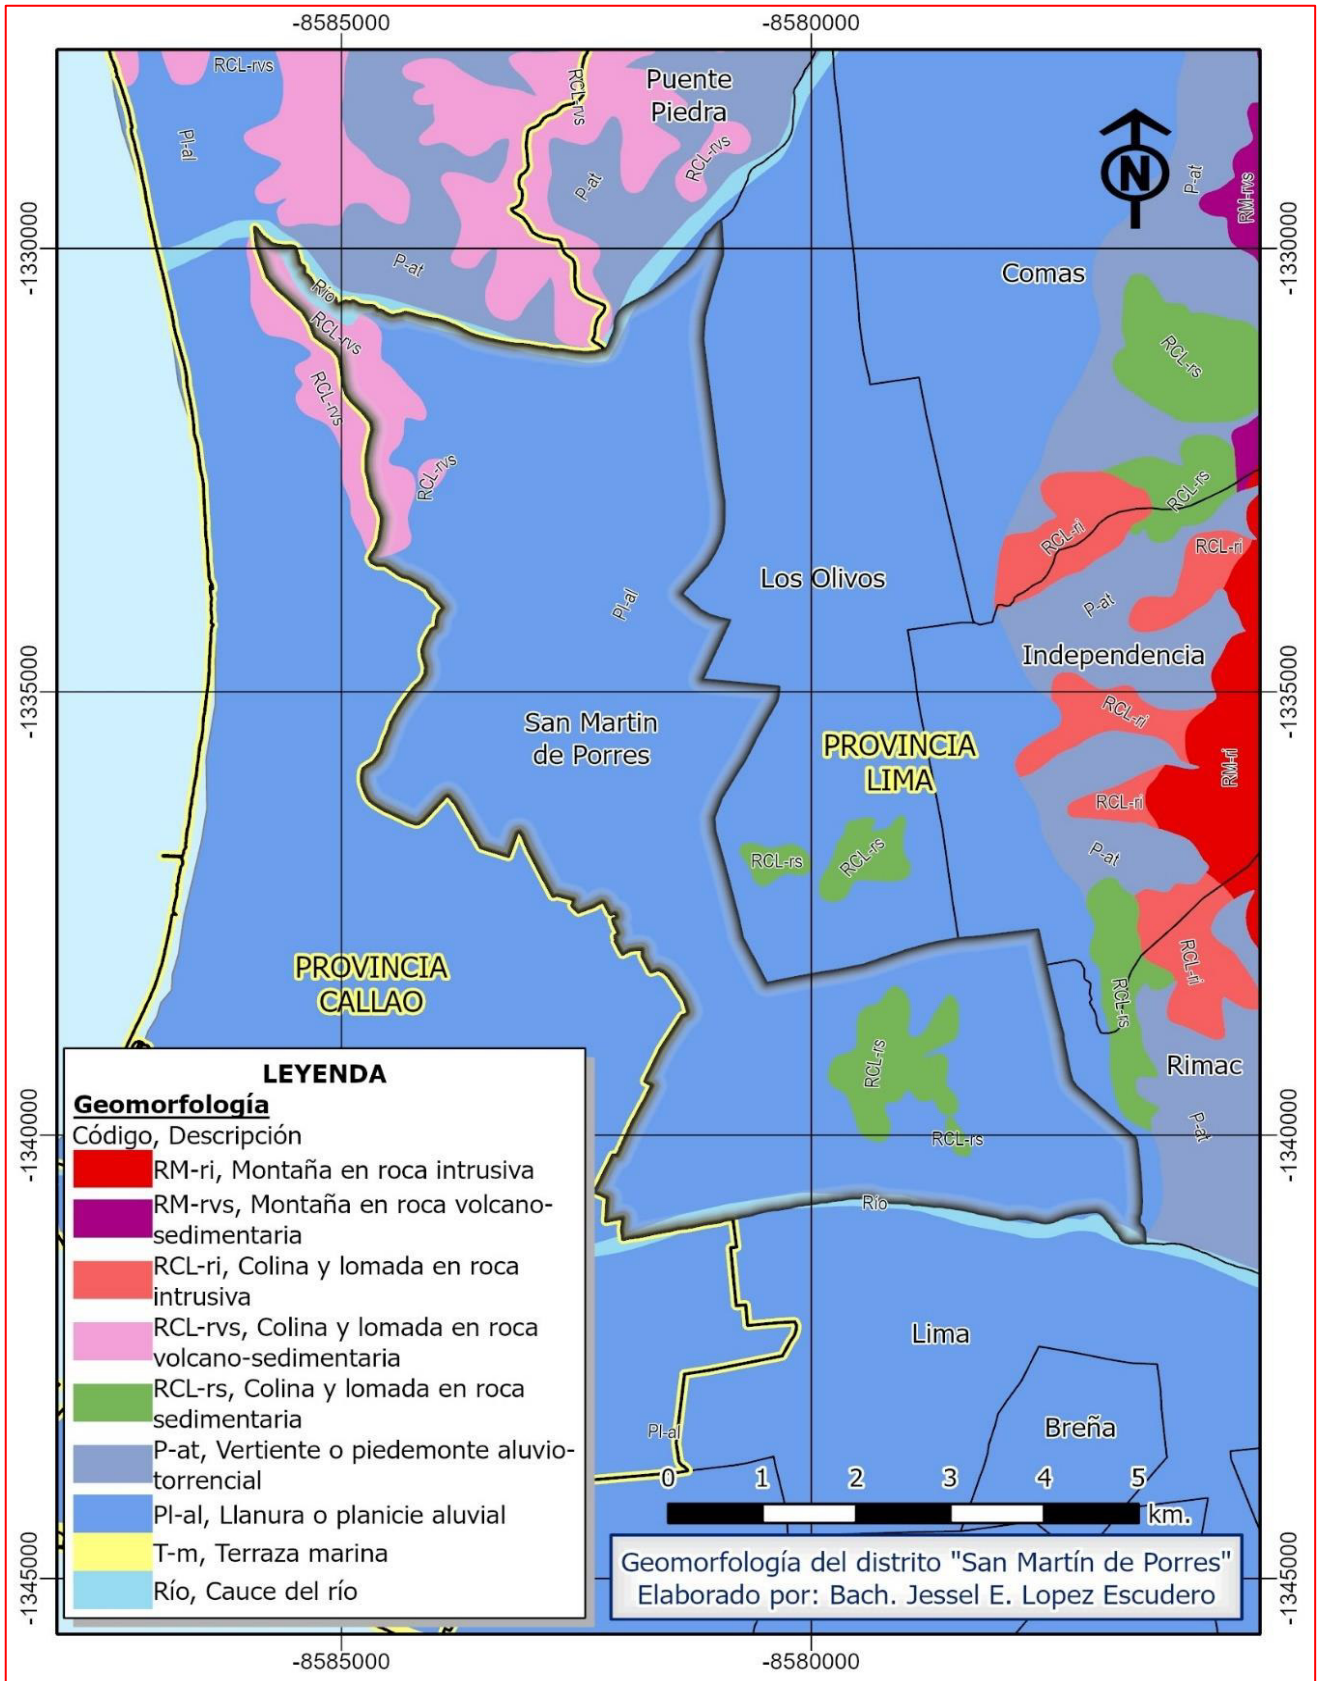 -8585000
-8580000
RCL-rvs
RCL-rvs
Puente
Piedra
Pl-al
RCL-rvs
P-at
P-at
RM-rvs
-1330000
-1330000
P-at
Comas
Río
RCL-rvs
RCL-rs
RCL-rvs
RCL-rvs
RCL-rs
RCL-ri
RCL-ri
Los Olivos
Pl-al
P-at
Independencia
-1335000
-1335000
RCL-ri
San Martin
de Porres
PROVINCIA
LIMA
RM-ri
RCL-ri
RCL-rs
RCL-rs
P-at
PROVINCIA
CALLAO
RCL-ri
RCL-rs
RCL-rs
Rimac
P-at
RCL-rs
-1340000
-1340000
Río
Lima
Breña
Pl-al
N
LEYENDA
Geomorfología
Código, Descripción
RM-ri, Montaña en roca intrusiva
RM-rvs, Montaña en roca volcano-
sedimentaria
RCL-ri, Colina y lomada en roca
intrusiva
RCL-rvs, Colina y lomada en roca
volcano-sedimentaria
RCL-rs, Colina y lomada en roca
sedimentaria
P-at, Vertiente o piedemonte aluvio-
torrencial
Pl-al, Llanura o planicie aluvial
T-m, Terraza marina
Río, Cauce del río
0 1 2 3 4 5
km.
Geomorfología del distrito "San Martín de Porres"
Elaborado por: Bach. Jessel E. Lopez Escudero
-1345000
-1345000
-8585000
-8580000